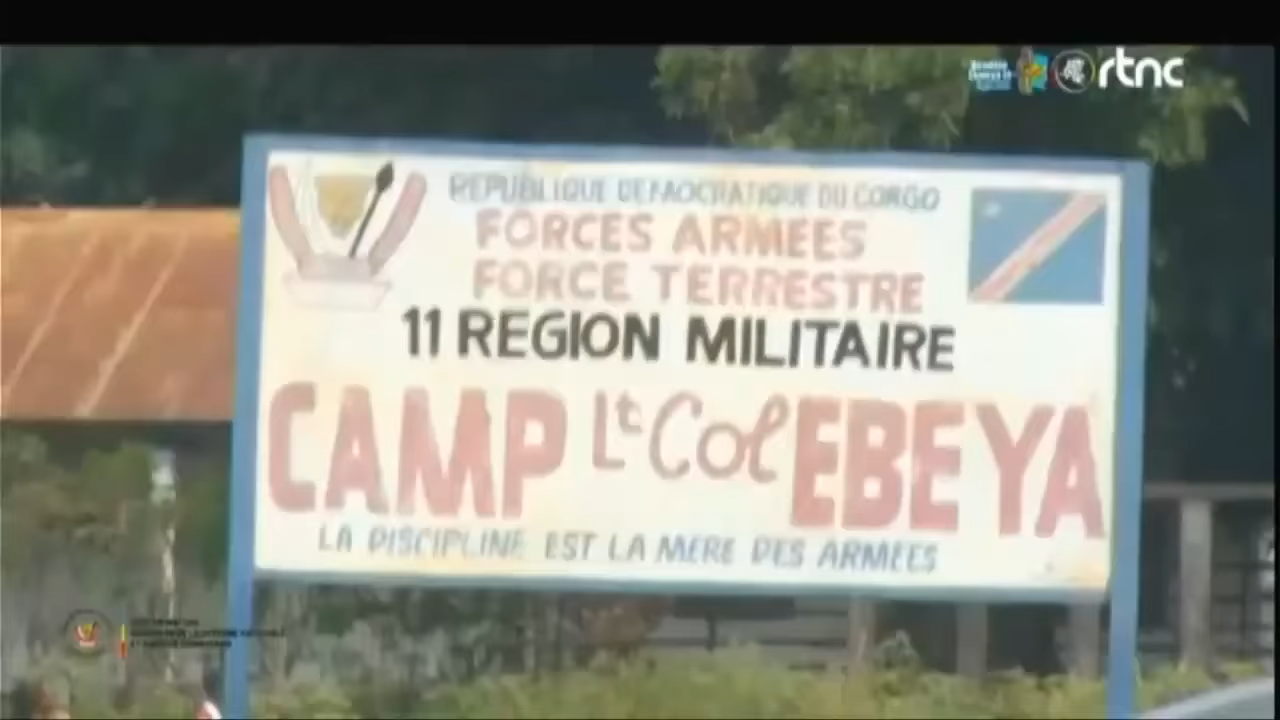 rtnc
REPUBLIQUE DEMOCRATIQUE DU CONGO
FORCES ARMEES
FORCE TERRESTRE
11 REGION MILITAIRE
CAMP Lt Col EBEYA
LA DISCIPLINE EST LA MERE DES ARMEES